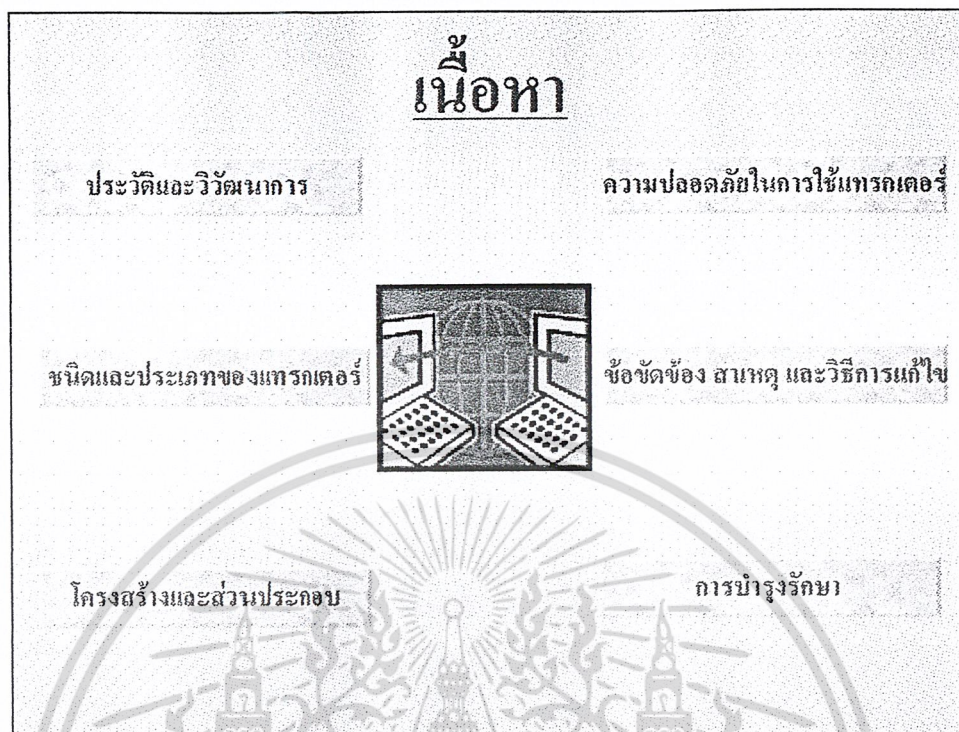 เนื้อหา
ประวัติและวิวัฒนาการ
ความปลอดภัยในการใช้แทรกเตอร์
ชนิดและประเภทของแทรกเตอร์
ข้อขัดข้อง สาเหตุ และวิธีการแก้ไข
โครงสร้างและส่วนประกอบ
การบำรุงรักษา